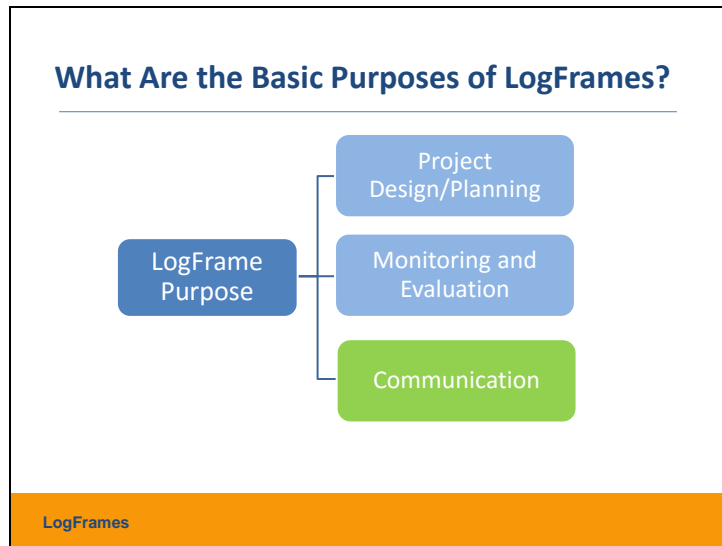 What Are the Basic Purposes of LogFrames?
Project
Design/Planning
LogFrame
Purpose
Monitoring and
Evaluation
Communication
LogFrames